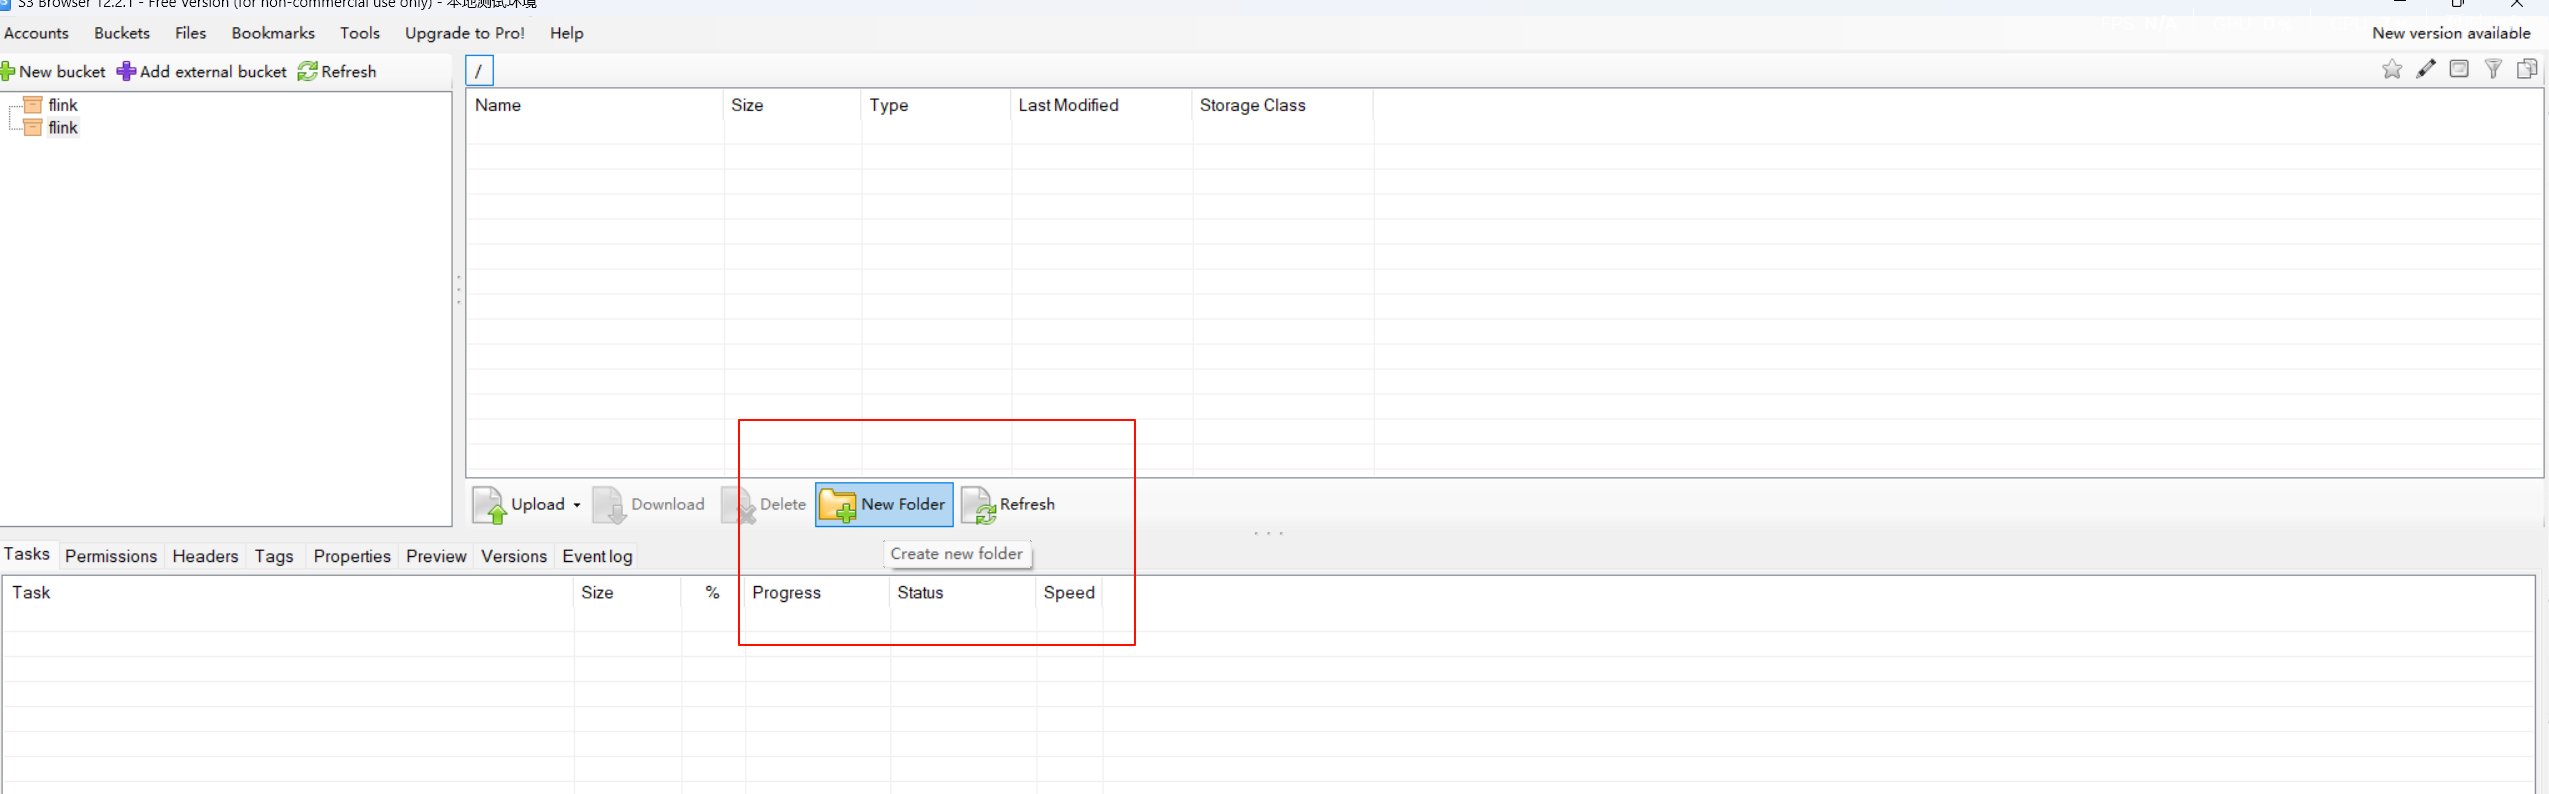 S3 Browser 12.2.1 - Free Version (for non-commercial use only) - 本地测试环境
Accounts Buckets Files Bookmarks Tools Upgrade to Pro! Help New version available
New bucket Add external bucket Refresh /
flink
flink
Name Size Type Last Modified Storage Class
Upload Download Delete New Folder Refresh
Create new folder
Tasks Permissions Headers Tags Properties Preview Versions Event log
Task Size % Progress Status Speed